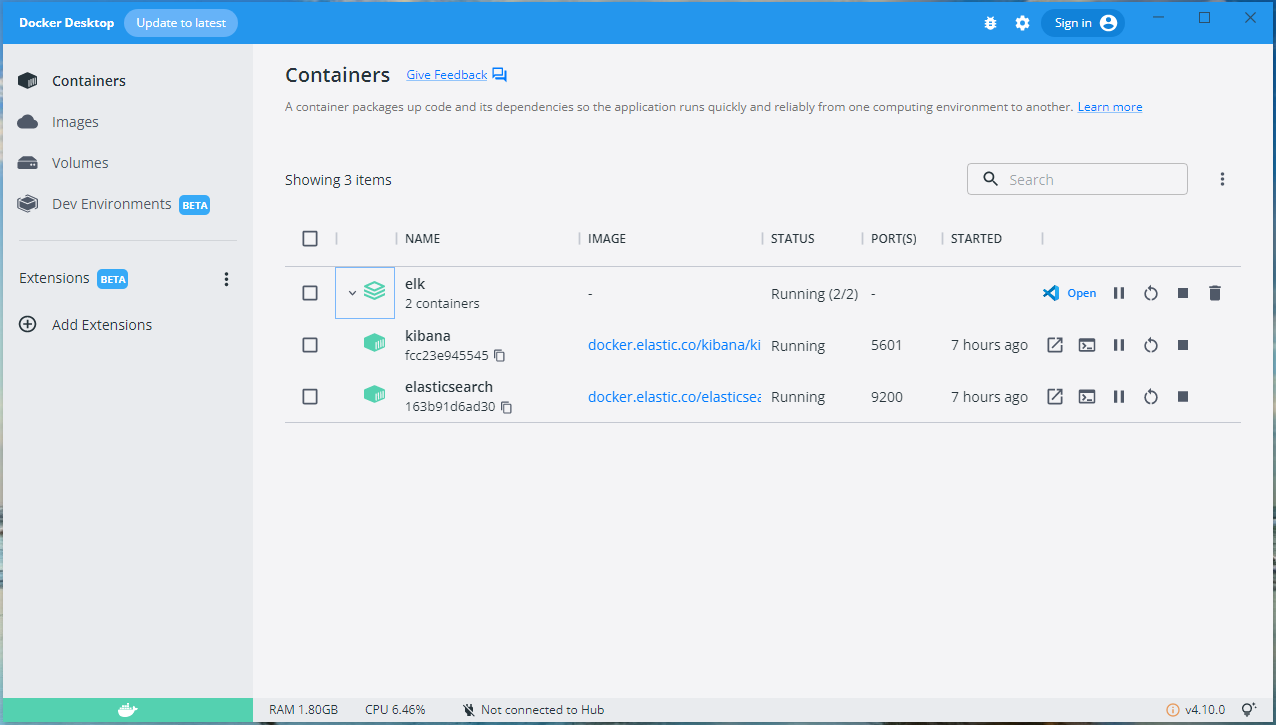 Docker Desktop Update to latest Sign in
Containers
Images
Volumes
Dev Environments BETA
Extensions BETA
Add Extensions
Containers Give Feedback
A container packages up code and its dependencies so the application runs quickly and reliably from one computing environment to another. Learn more
Showing 3 items Search
NAME IMAGE STATUS PORT(S) STARTED
elk
2 containers - Running (2/2) - Open
kibana
fcc23e945545 docker.elastic.co/kibana/ki Running 5601 7 hours ago
elasticsearch
163b91d6ad30 docker.elastic.co/elasticsea Running 9200 7 hours ago
RAM 1.80GB CPU 6.46% Not connected to Hub v4.10.0